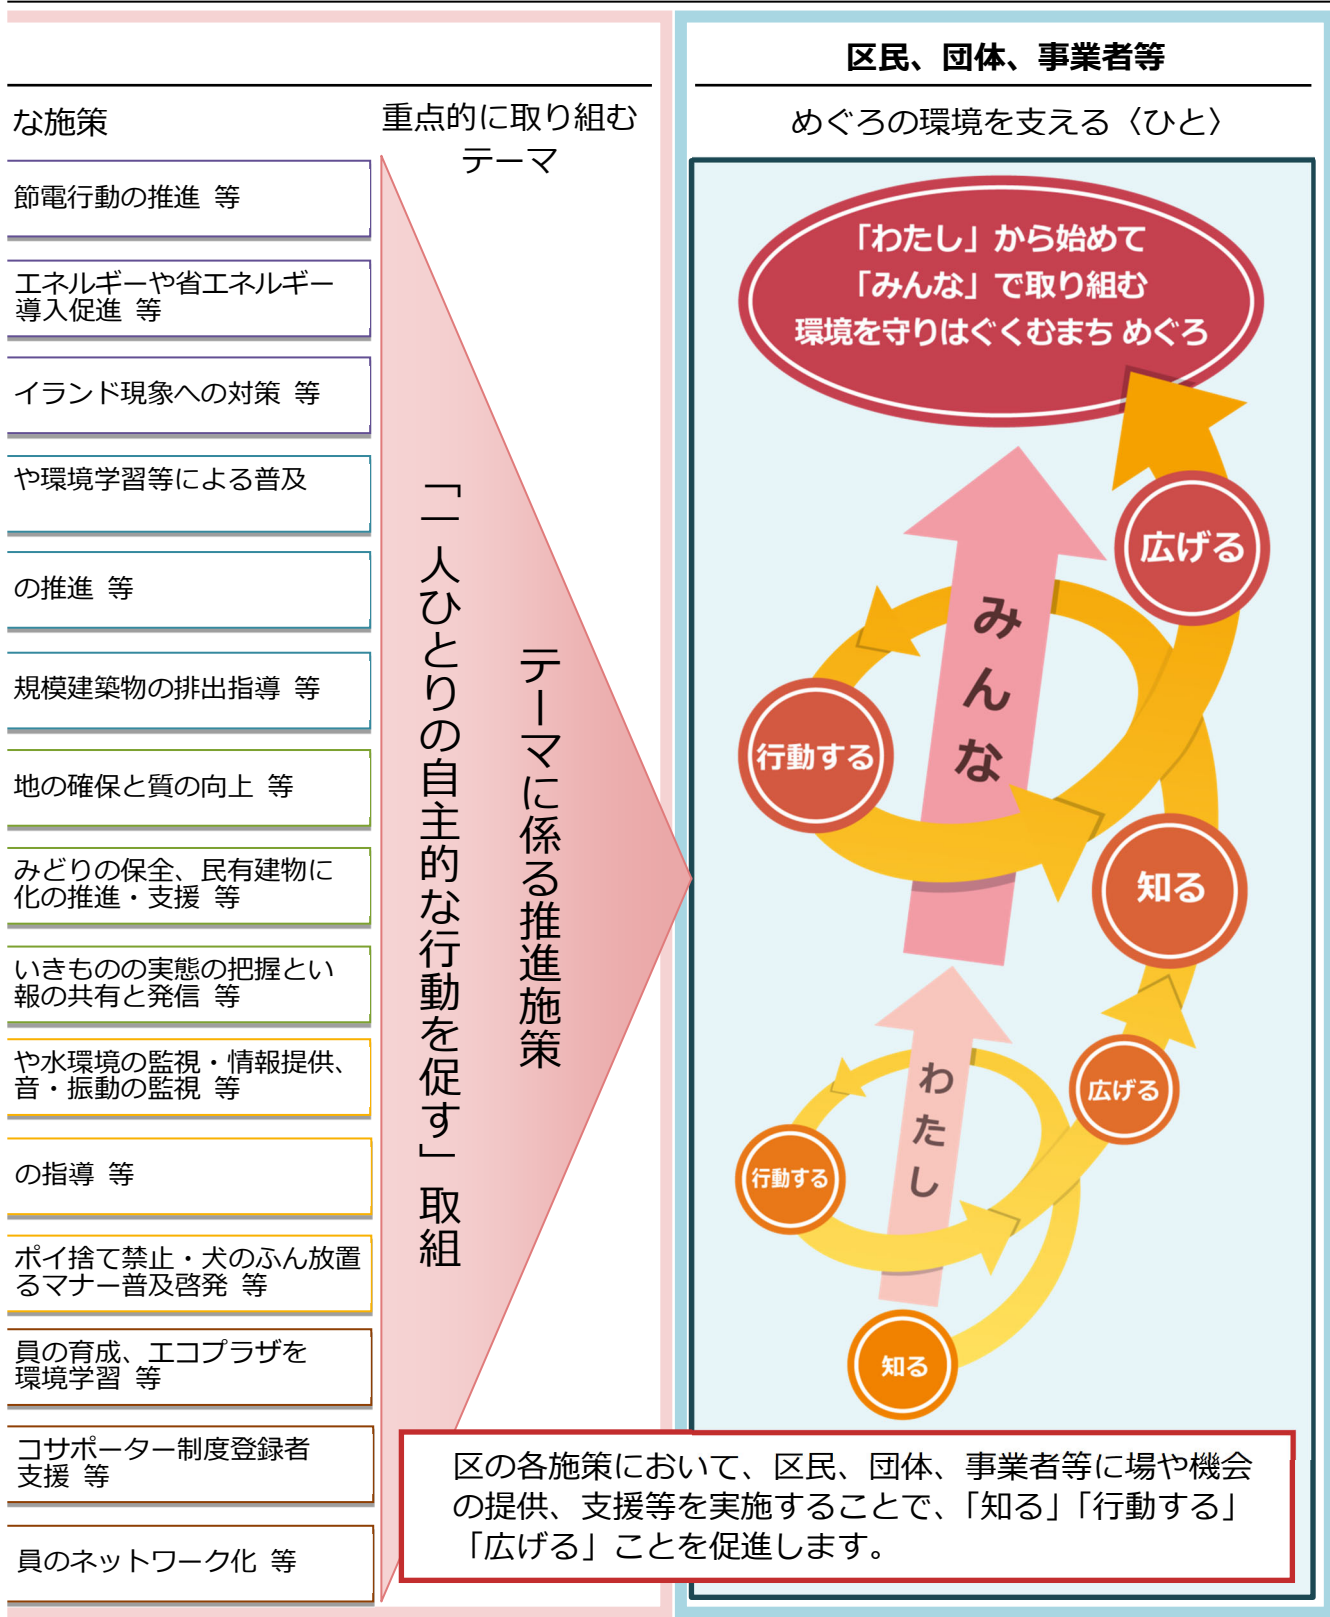 な施策
重点的に取り組む
テーマ
節電行動の推進 等
エネルギーや省エネルギー
導入促進 等
イランド現象への対策 等
や環境学習等による普及
の推進 等
規模建築物の排出指導 等
地の確保と質の向上 等
みどりの保全、民有建物に
化の推進・支援 等
いきものの実態の把握とい
報の共有と発信 等
や水環境の監視・情報提供、
音・振動の監視 等
の指導 等
ポイ捨て禁止・犬のふん放置
るマナー普及啓発 等
員の育成、エコプラザを
環境学習 等
コサポーター制度登録者
支援 等
員のネットワーク化 等
「一人ひとりの自主的な行動を促す」取組
テーマに係る推進施策
区民、団体、事業者等
めぐろの環境を支える〈ひと〉
「わたし」から始めて
「みんな」で取り組む
環境を守りはぐくむまち めぐろ
広げる
みんな
行動する
知る
広げる
わたし
行動する
知る
区の各施策において、区民、団体、事業者等に場や機会
の提供、支援等を実施することで、「知る」「行動する」
「広げる」ことを促進します。